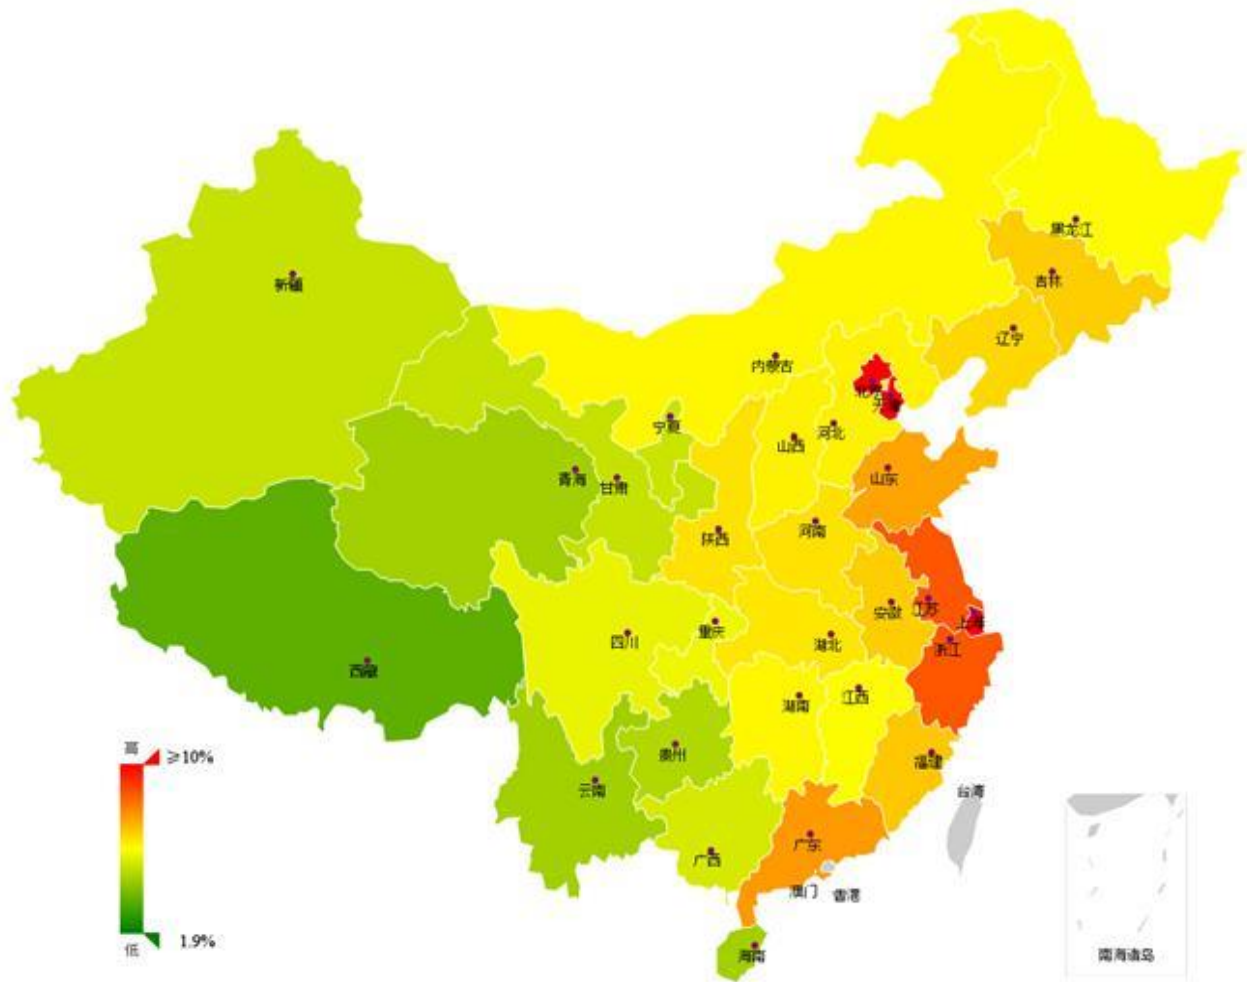 黑龙江
新疆
吉林
辽宁
内蒙古
北京
天津
宁夏
河北
山西
青海
甘肃
山东
陕西
河南
安徽
江苏
上海
重庆
四川
湖北
浙江
西藏
湖南
江西
高
≥10%
贵州
福建
云南
台湾
广东
广西
澳门
香港
低
1.9%
海南
南海诸岛